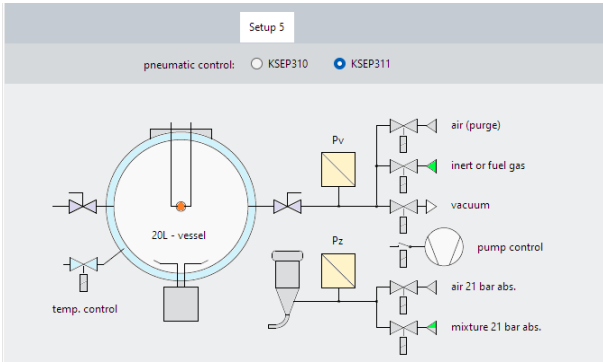 Setup 5
pneumatic control: KSEP310 KSEP311
Pv
air (purge)
inert or fuel gas
vacuum
20L - vessel
pump control
Pz
air 21 bar abs.
temp. control
mixture 21 bar abs.